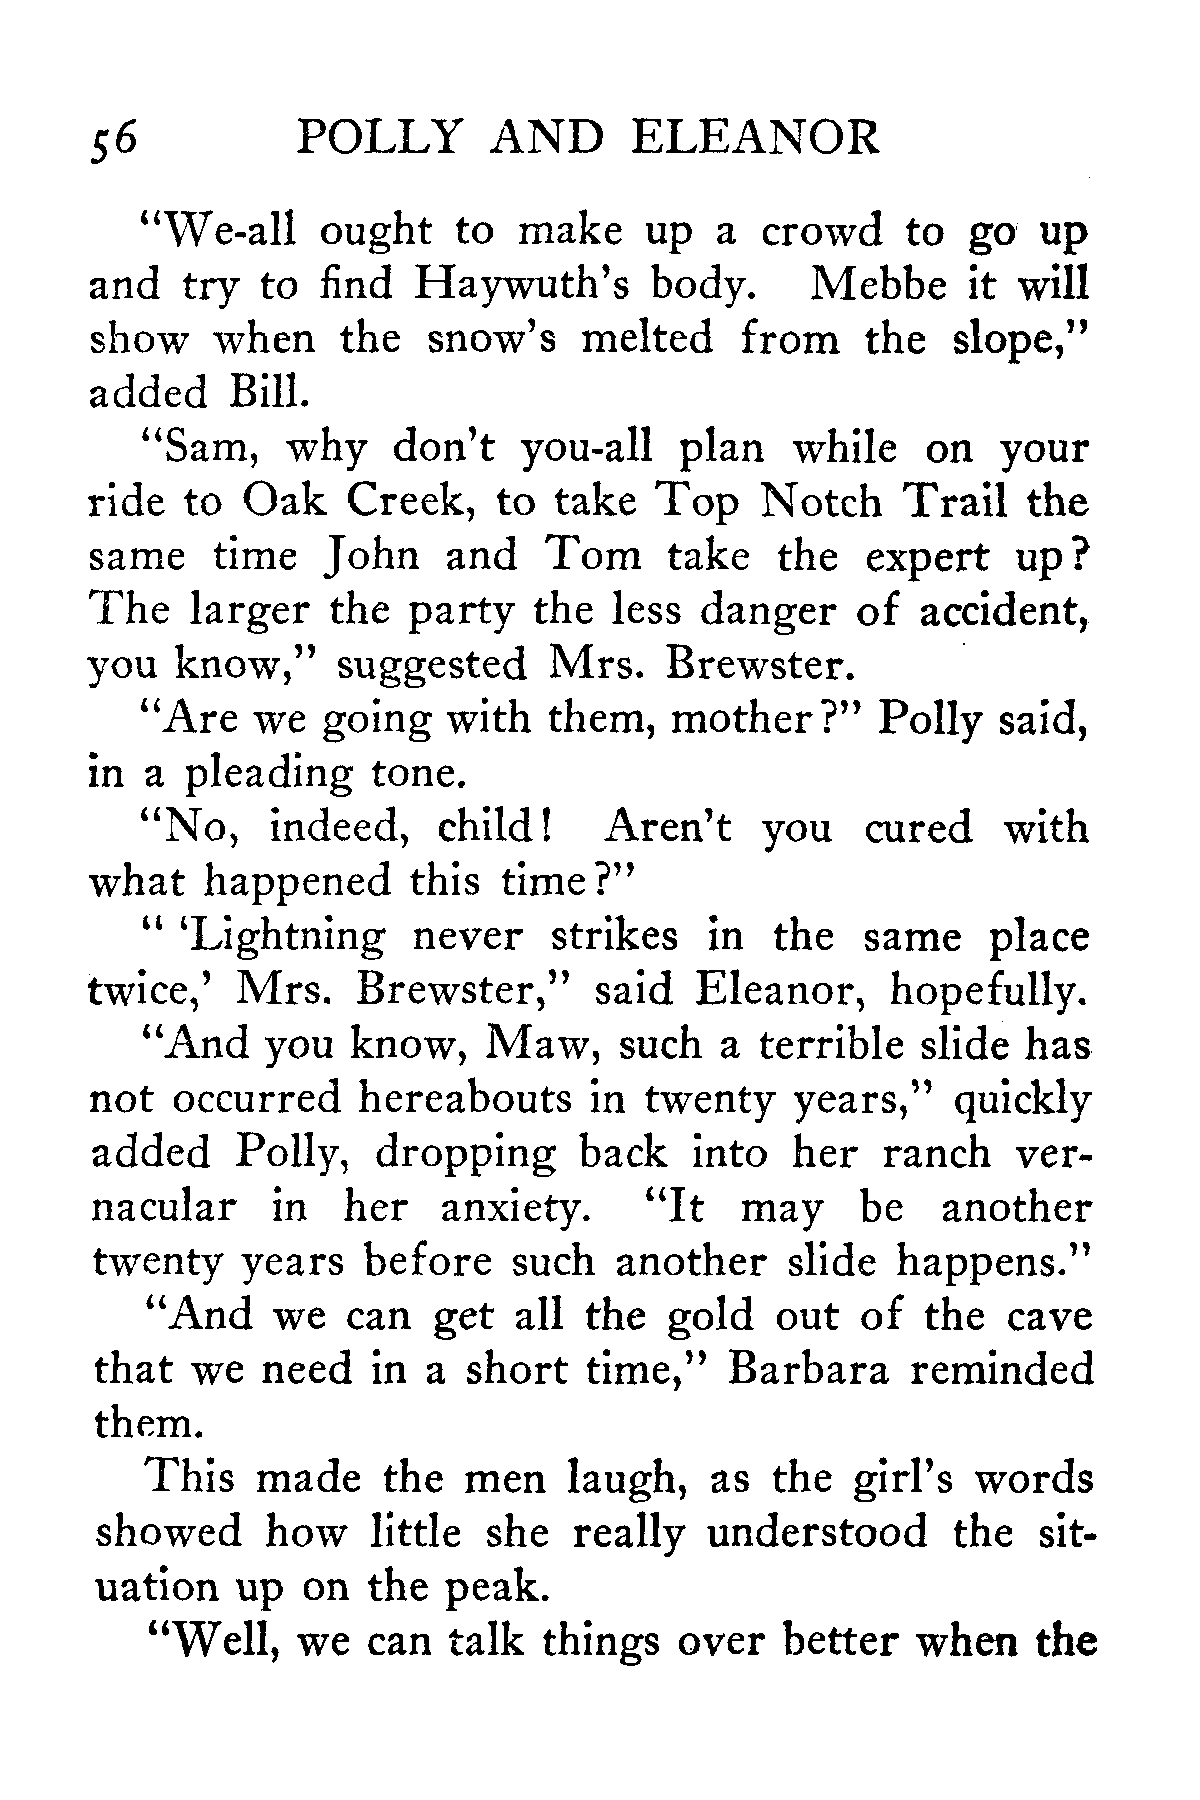 56 POLLY AND ELEANOR
“We-all ought to make up a crowd to go up
and try to find Haywuth’s body. Mebbe it will
show when the snow’s melted from the slope,”
added Bill.
“Sam, why don’t you-all plan while on your
ride to Oak Creek, to take Top Notch Trail the
same time John and Tom take the expert up?
The larger the party the less danger of accident,
you know,” suggested Mrs. Brewster.
“Are we going with them, mother?” Polly said,
in a pleading tone.
“No, indeed, child! Aren’t you cured with
what happened this time?”
“ ‘Lightning never strikes in the same place
twice,’ Mrs. Brewster,” said Eleanor, hopefully.
“And you know, Maw, such a terrible slide has
not occurred hereabouts in twenty years,” quickly
added Polly, dropping back into her ranch ver-
nacular in her anxiety. “It may be another
twenty years before such another slide happens.”
“And we can get all the gold out of the cave
that we need in a short time,” Barbara reminded
them.
This made the men laugh, as the girl’s words
showed how little she really understood the sit-
uation up on the peak.
“Well, we can talk things over better when the